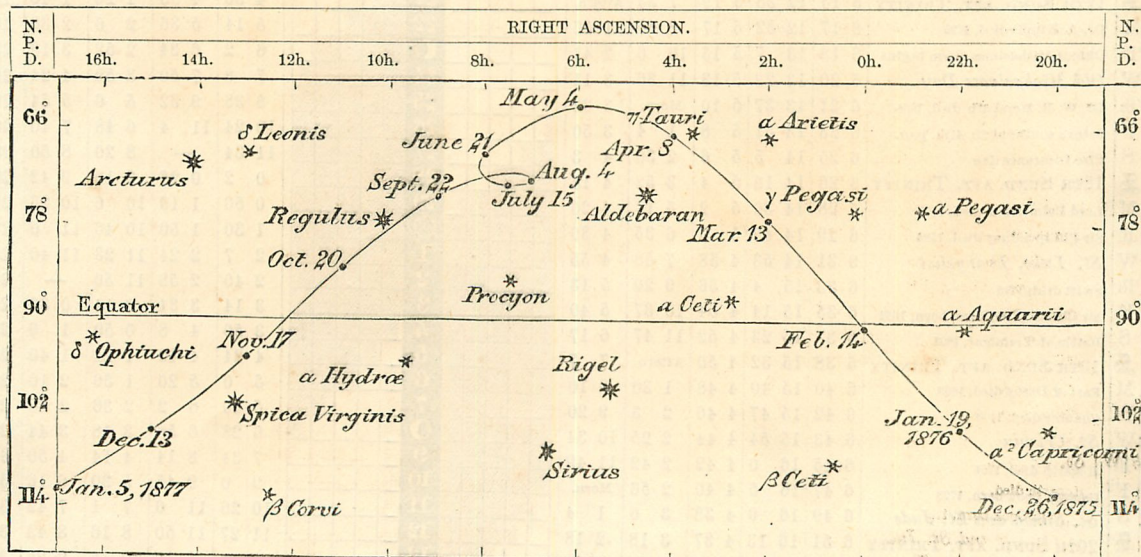 N. P. D.
RIGHT ASCENSION.
N. P. D.
16h. 14h. 12h. 10h. 8h. 6h. 4h. 2h. 0h. 22h. 20h.
66°
May 4
η Tauri
α Arietis
66°
δ Leonis
June 21
Apr. 8
Arcturus
Sept. 22
Aug. 4
July 15
γ Pegasi
α Pegasi
78°
Regulus
Aldebaran
Mar. 13
78°
Oct. 20
Procyon
90°
Equator
α Ceti
α Aquarii
90°
δ Ophiuchi
Nov. 17
Feb. 14
α Hydræ
Rigel
102°
Spica Virginis
Jan. 19, 1876
102°
Dec. 13
Sirius
β Ceti
α² Capricorni
114°
Jan. 5, 1877
β Corvi
Dec. 26, 1875
114°